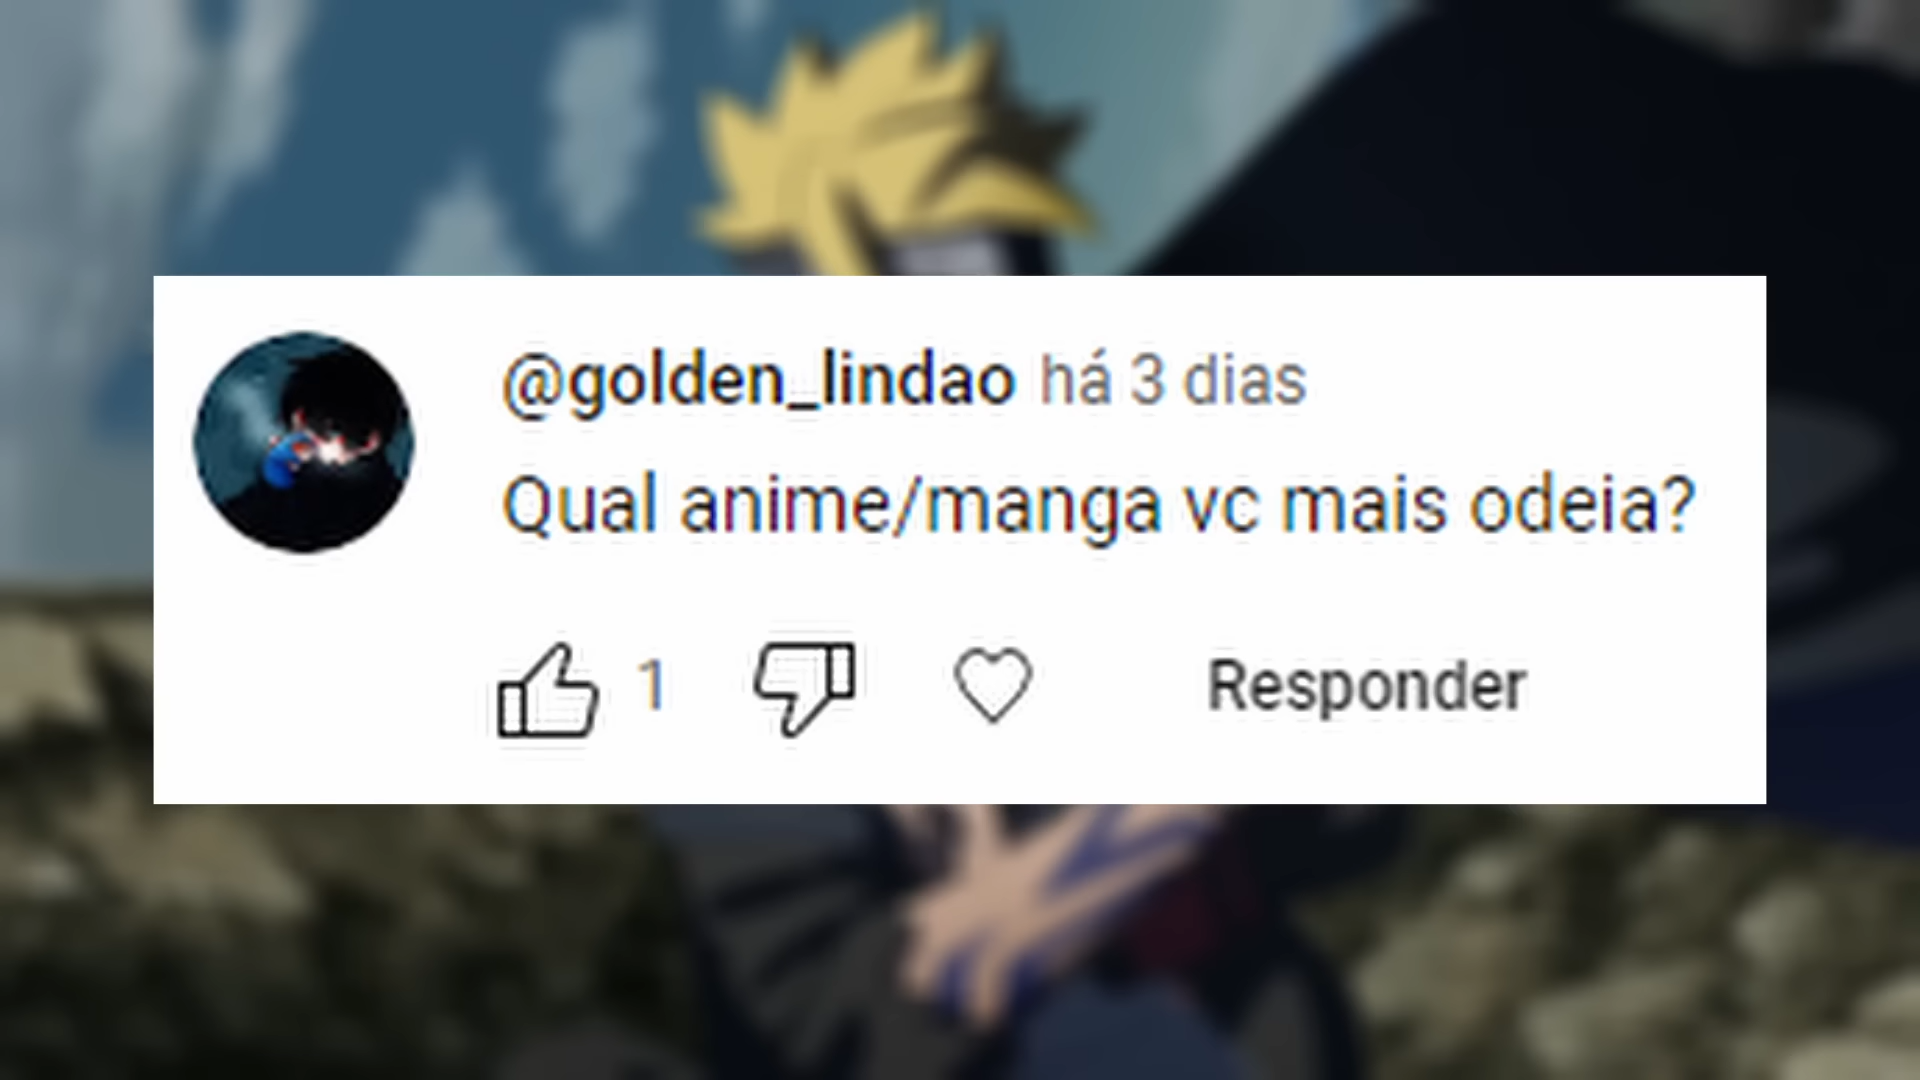 @golden_lindao há 3 dias
Qual anime/manga vc mais odeia?
1 Responder